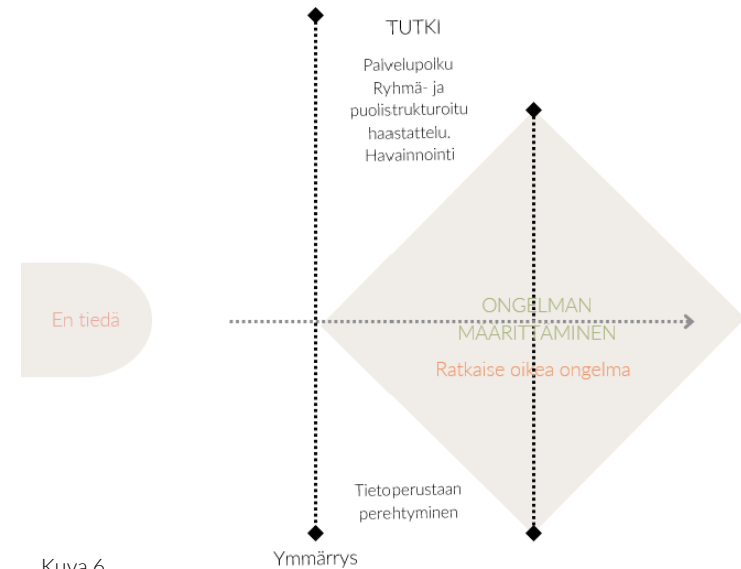 TUTKI
Palvelupolku
Ryhmä- ja
puolistrukturoitu
haastattelu.
Havainnointi
En tiedä
ONGELMAN
MÄÄRITTÄMINEN
Ratkaise oikea ongelma
Tietoperustaan
perehtyminen
Ymmärrys
Kuva 6